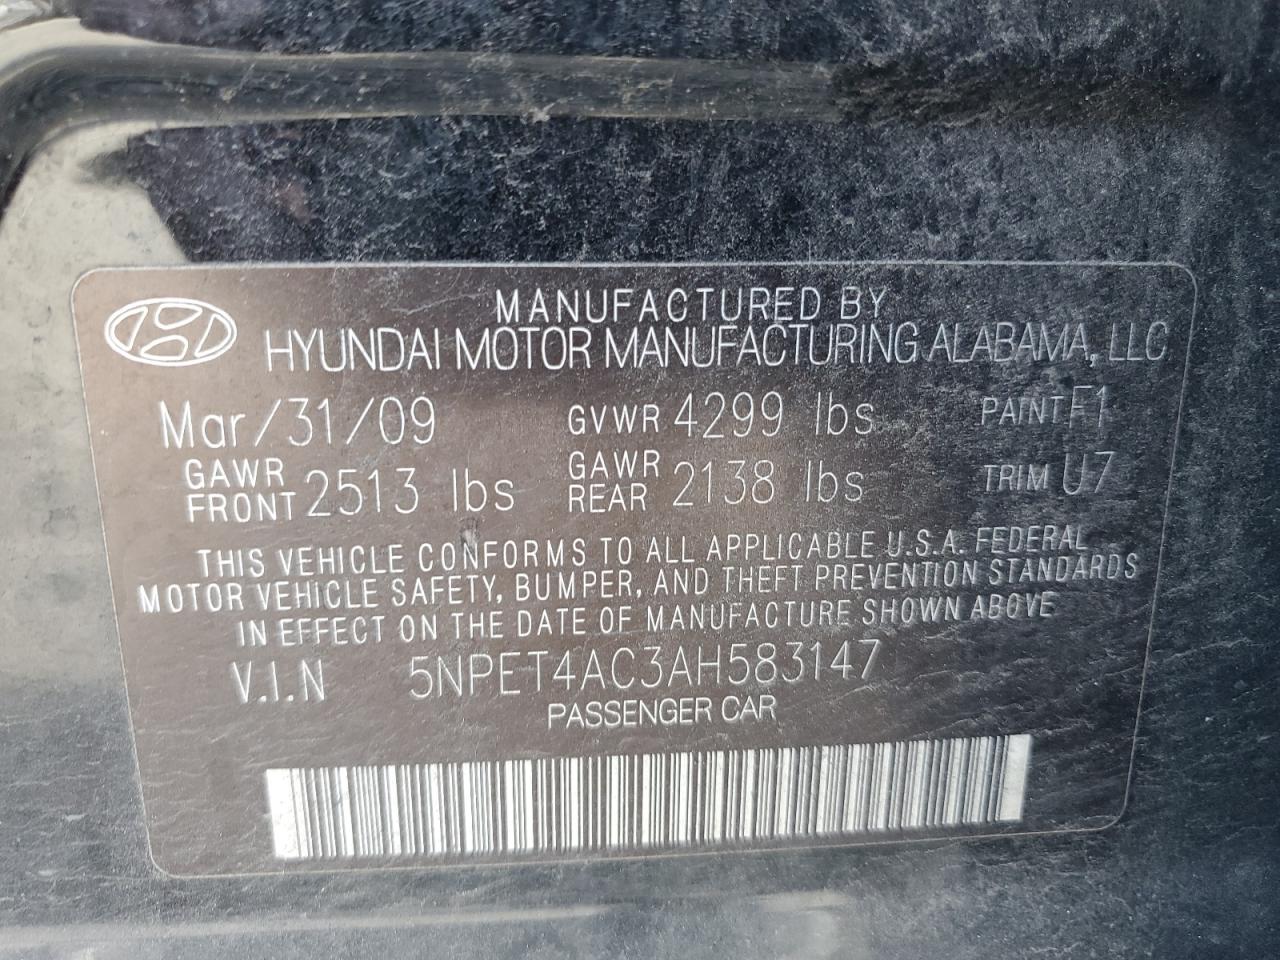 MANUFACTURED BY
HYUNDAI MOTOR MANUFACTURING ALABAMA, LLC
Mar/31/09 GVWR 4299 lbs PAINT F1
GAWR FRONT 2513 lbs GAWR REAR 2138 lbs TRIM U7
THIS VEHICLE CONFORMS TO ALL APPLICABLE U.S.A. FEDERAL
MOTOR VEHICLE SAFETY, BUMPER, AND THEFT PREVENTION STANDARDS
IN EFFECT ON THE DATE OF MANUFACTURE SHOWN ABOVE
V.I.N 5NPET4AC3AH583147
PASSENGER CAR